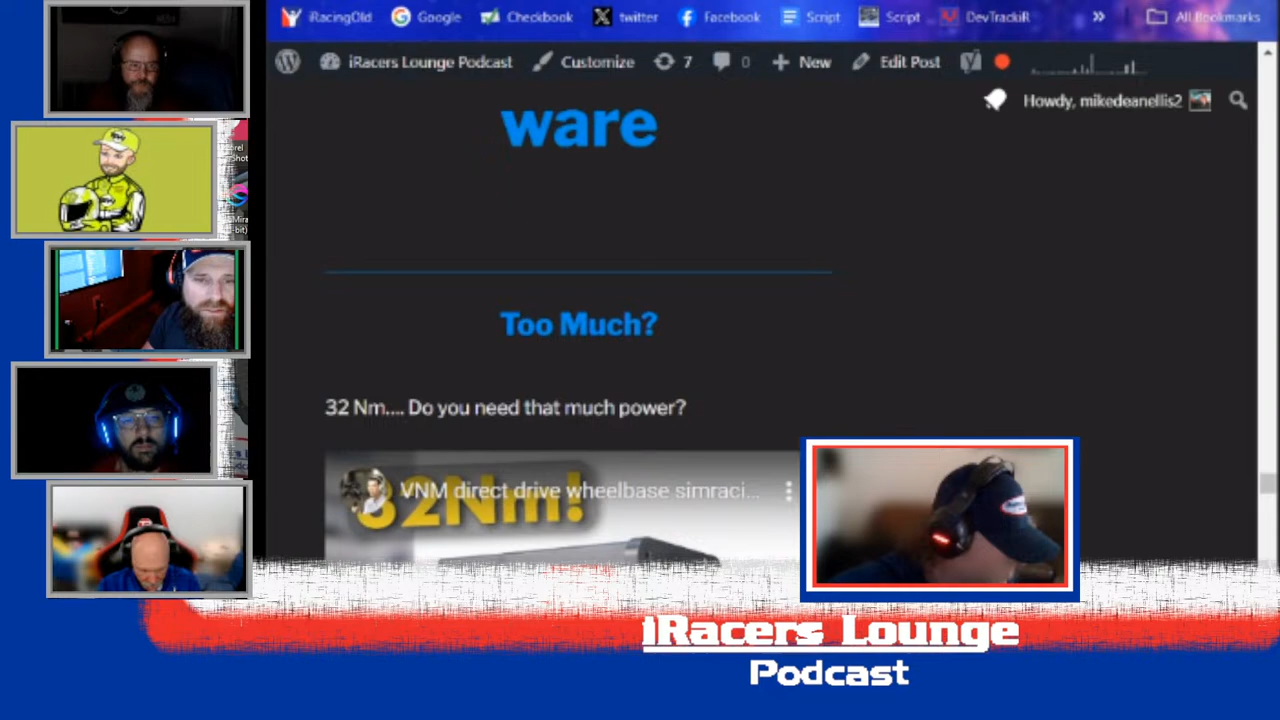 iRacingOld Google Checkbook twitter Facebook Script Script DevTrackiR » All Bookmarks
iRacers Lounge Podcast Customize 7 0 New Edit Post
Howdy, mikedeanellis2
ware
Too Much?
32 Nm.... Do you need that much power?
VNM direct drive wheelbase simraci...
32Nm!
iRacers Lounge
Podcast